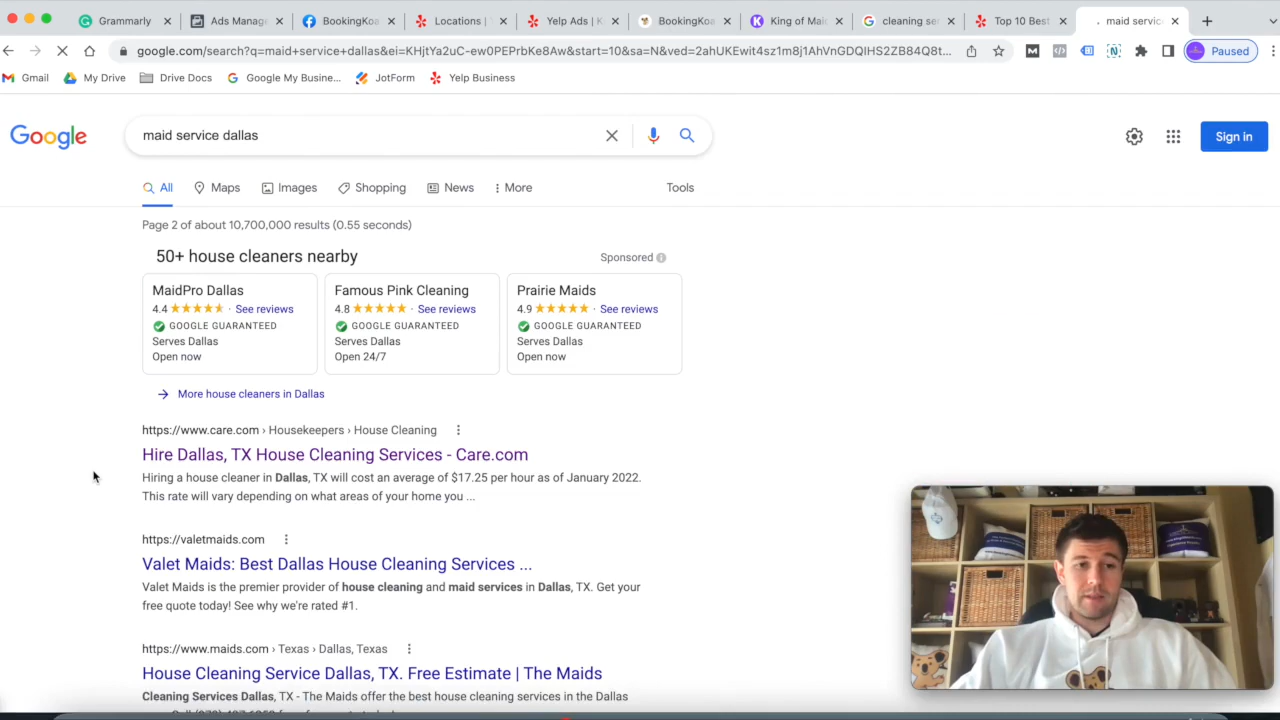 Grammarly
Ads Manag
BookingKoa
Locations |
Yelp Ads | K
BookingKoa
King of Mai
cleaning se
Top 10 Best
maid servic
google.com/search?q=maid+service+dallas&ei=KHjtYa2uC-ew0PEPrbKe8Aw&start=10&sa=N&ved=2ahUKEwit4sz1m8j1AhVnGDQIHS2ZB84Q8t...
Paused
Gmail
My Drive
Drive Docs
Google My Busine...
JotForm
Yelp Business
Google
maid service dallas
Sign in
All
Maps
Images
Shopping
News
More
Tools
Page 2 of about 10,700,000 results (0.55 seconds)
50+ house cleaners nearby
Sponsored
MaidPro Dallas
4.4 · See reviews
GOOGLE GUARANTEED
Serves Dallas
Open now
Famous Pink Cleaning
4.8 · See reviews
GOOGLE GUARANTEED
Serves Dallas
Open 24/7
Prairie Maids
4.9 · See reviews
GOOGLE GUARANTEED
Serves Dallas
Open now
More house cleaners in Dallas
https://www.care.com › Housekeepers › House Cleaning
Hire Dallas, TX House Cleaning Services - Care.com
Hiring a house cleaner in Dallas, TX will cost an average of $17.25 per hour as of January 2022.
This rate will vary depending on what areas of your home you ...
https://valetmaids.com
Valet Maids: Best Dallas House Cleaning Services ...
Valet Maids is the premier provider of house cleaning and maid services in Dallas, TX. Get your
free quote today! See why we're rated #1.
https://www.maids.com › Texas › Dallas, Texas
House Cleaning Service Dallas, TX. Free Estimate | The Maids
Cleaning Services Dallas, TX - The Maids offer the best house cleaning services in the Dallas